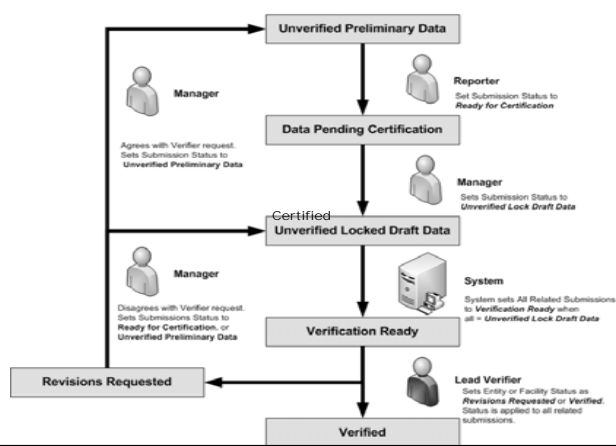 Unverified Preliminary Data
Manager
Reporter
Set Submission Status to
Ready for Certification
Agrees with Verifier request.
Sets Submission Status to
Unverified Preliminary Data
Data Pending Certification
Manager
Sets Submission Status to
Unverified Lock Draft Data
Certified
Unverified Locked Draft Data
Manager
Disagrees with Verifier request.
Sets Submissions Status to
Ready for Certification, or
Unverified Preliminary Data
System
System sets All Related Submissions
to Verification Ready when
all = Unverified Lock Draft Data
Verification Ready
Revisions Requested
Lead Verifier
Sets Entity or Facility Status as
Revisions Requested or Verified.
Status is applied to all related
submissions.
Verified